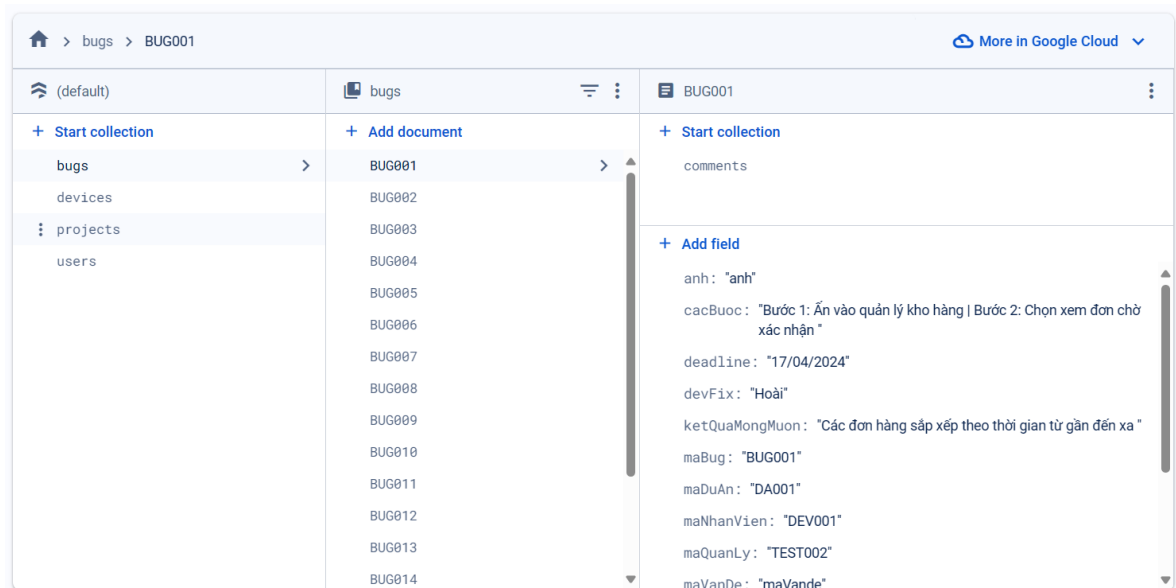 bugs > BUG001
More in Google Cloud
(default)
bugs
BUG001
+ Start collection
bugs
devices
projects
users
+ Add document
BUG001
BUG002
BUG003
BUG004
BUG005
BUG006
BUG007
BUG008
BUG009
BUG010
BUG011
BUG012
BUG013
BUG014
+ Start collection
comments
+ Add field
anh: "anh"
cacBuoc: "Bước 1: Ấn vào quản lý kho hàng | Bước 2: Chọn xem đơn chờ
xác nhận "
deadline: "17/04/2024"
devFix: "Hoài"
ketQuaMongMuon: "Các đơn hàng sắp xếp theo thời gian từ gần đến xa "
maBug: "BUG001"
maDuAn: "DA001"
maNhanVien: "DEV001"
maQuanLy: "TEST002"
maVanDe: "maVande"